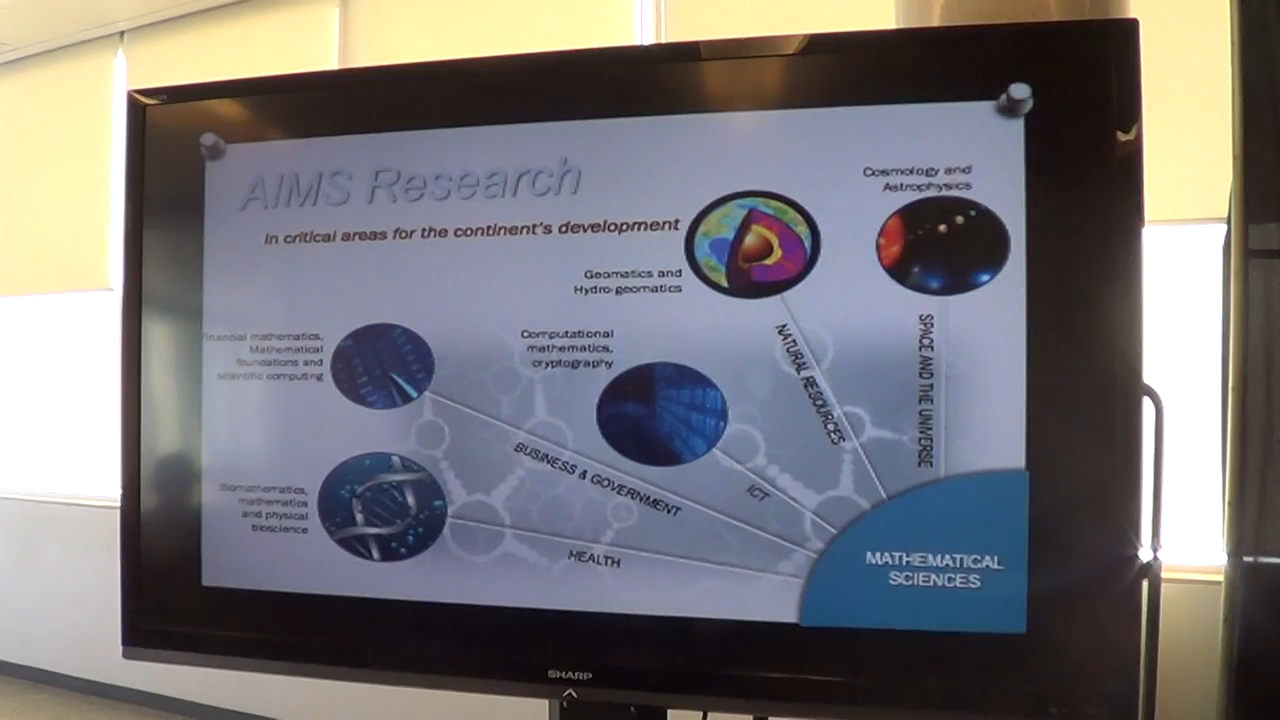 AIMS Research
In critical areas for the continent's development
Cosmology and
Astrophysics
Geomatics and
Hydro-geomatics
Financial mathematics,
Mathematical
foundations and
scientific computing
Computational
mathematics,
cryptography
Biomathematics,
mathematics
and physical
bioscience
NATURAL RESOURCES
SPACE AND THE UNIVERSE
BUSINESS & GOVERNMENT
ICT
HEALTH
MATHEMATICAL
SCIENCES
SHARP